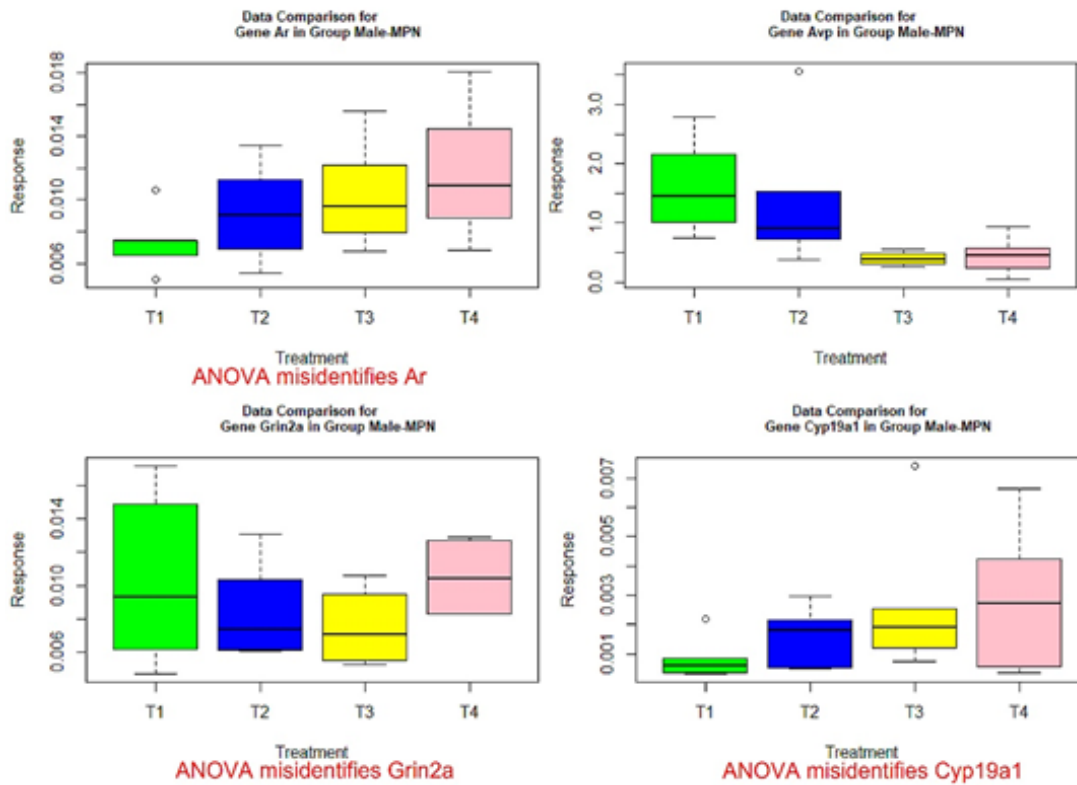 Data Comparison for
Gene Ar in Group Male-MPN
Response
0.006 0.010 0.014 0.018
T1 T2 T3 T4
Treatment
ANOVA misidentifies Ar
Data Comparison for
Gene Avp in Group Male-MPN
Response
0.0 1.0 2.0 3.0
T1 T2 T3 T4
Treatment
Data Comparison for
Gene Grin2a in Group Male-MPN
Response
0.006 0.010 0.014
T1 T2 T3 T4
Treatment
ANOVA misidentifies Grin2a
Data Comparison for
Gene Cyp19a1 in Group Male-MPN
Response
0.001 0.003 0.005 0.007
T1 T2 T3 T4
Treatment
ANOVA misidentifies Cyp19a1